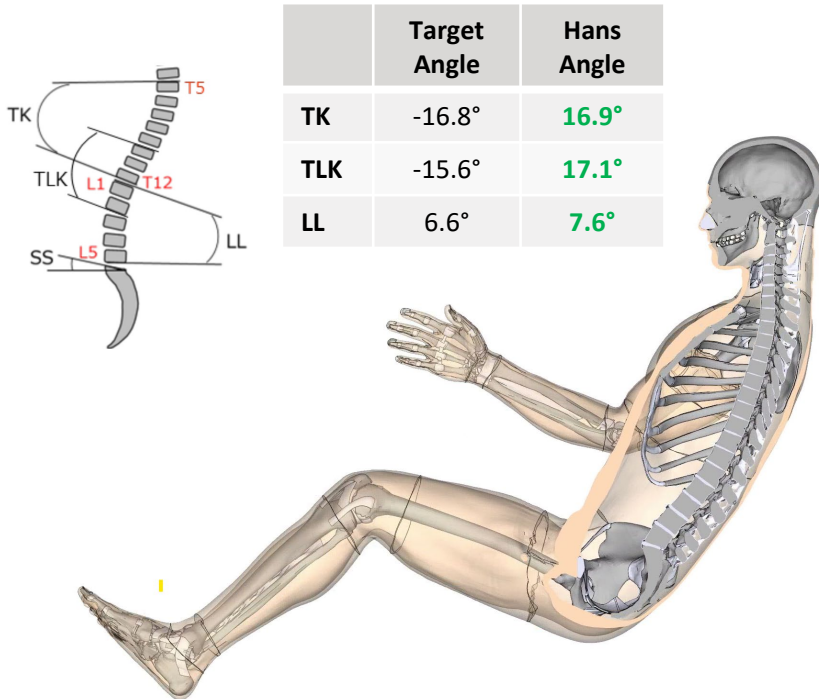 T5
TK
TLK
L1
T12
LL
L5
SS
Target Angle Hans Angle
TK -16.8° 16.9°
TLK -15.6° 17.1°
LL 6.6° 7.6°